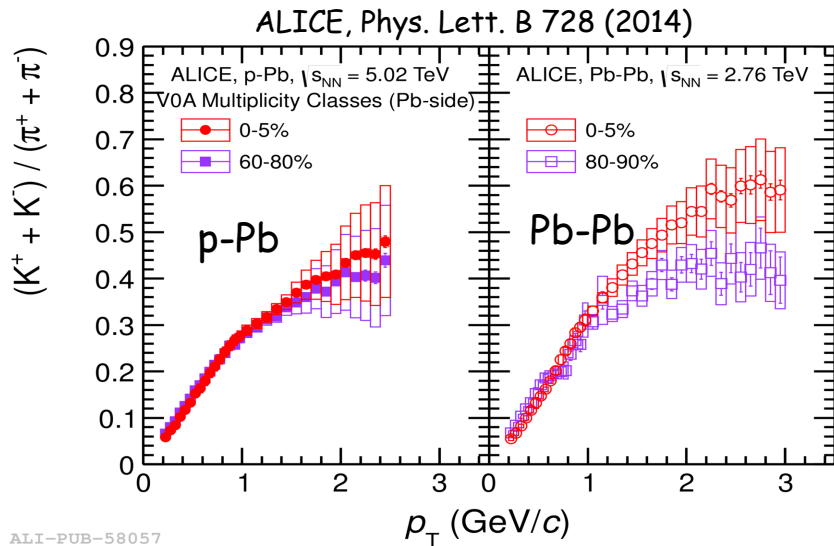 ALICE, Phys. Lett. B 728 (2014)
(K⁺ + K⁻) / (π⁺ + π⁻)
0.9
0.8
0.7
0.6
0.5
0.4
0.3
0.2
0.1
0
ALICE, p-Pb, √sNN = 5.02 TeV
V0A Multiplicity Classes (Pb-side)
0-5%
60-80%
p-Pb
0 1 2 3
ALICE, Pb-Pb, √sNN = 2.76 TeV
0-5%
80-90%
Pb-Pb
0 1 2 3
pT (GeV/c)
ALI-PUB-58057